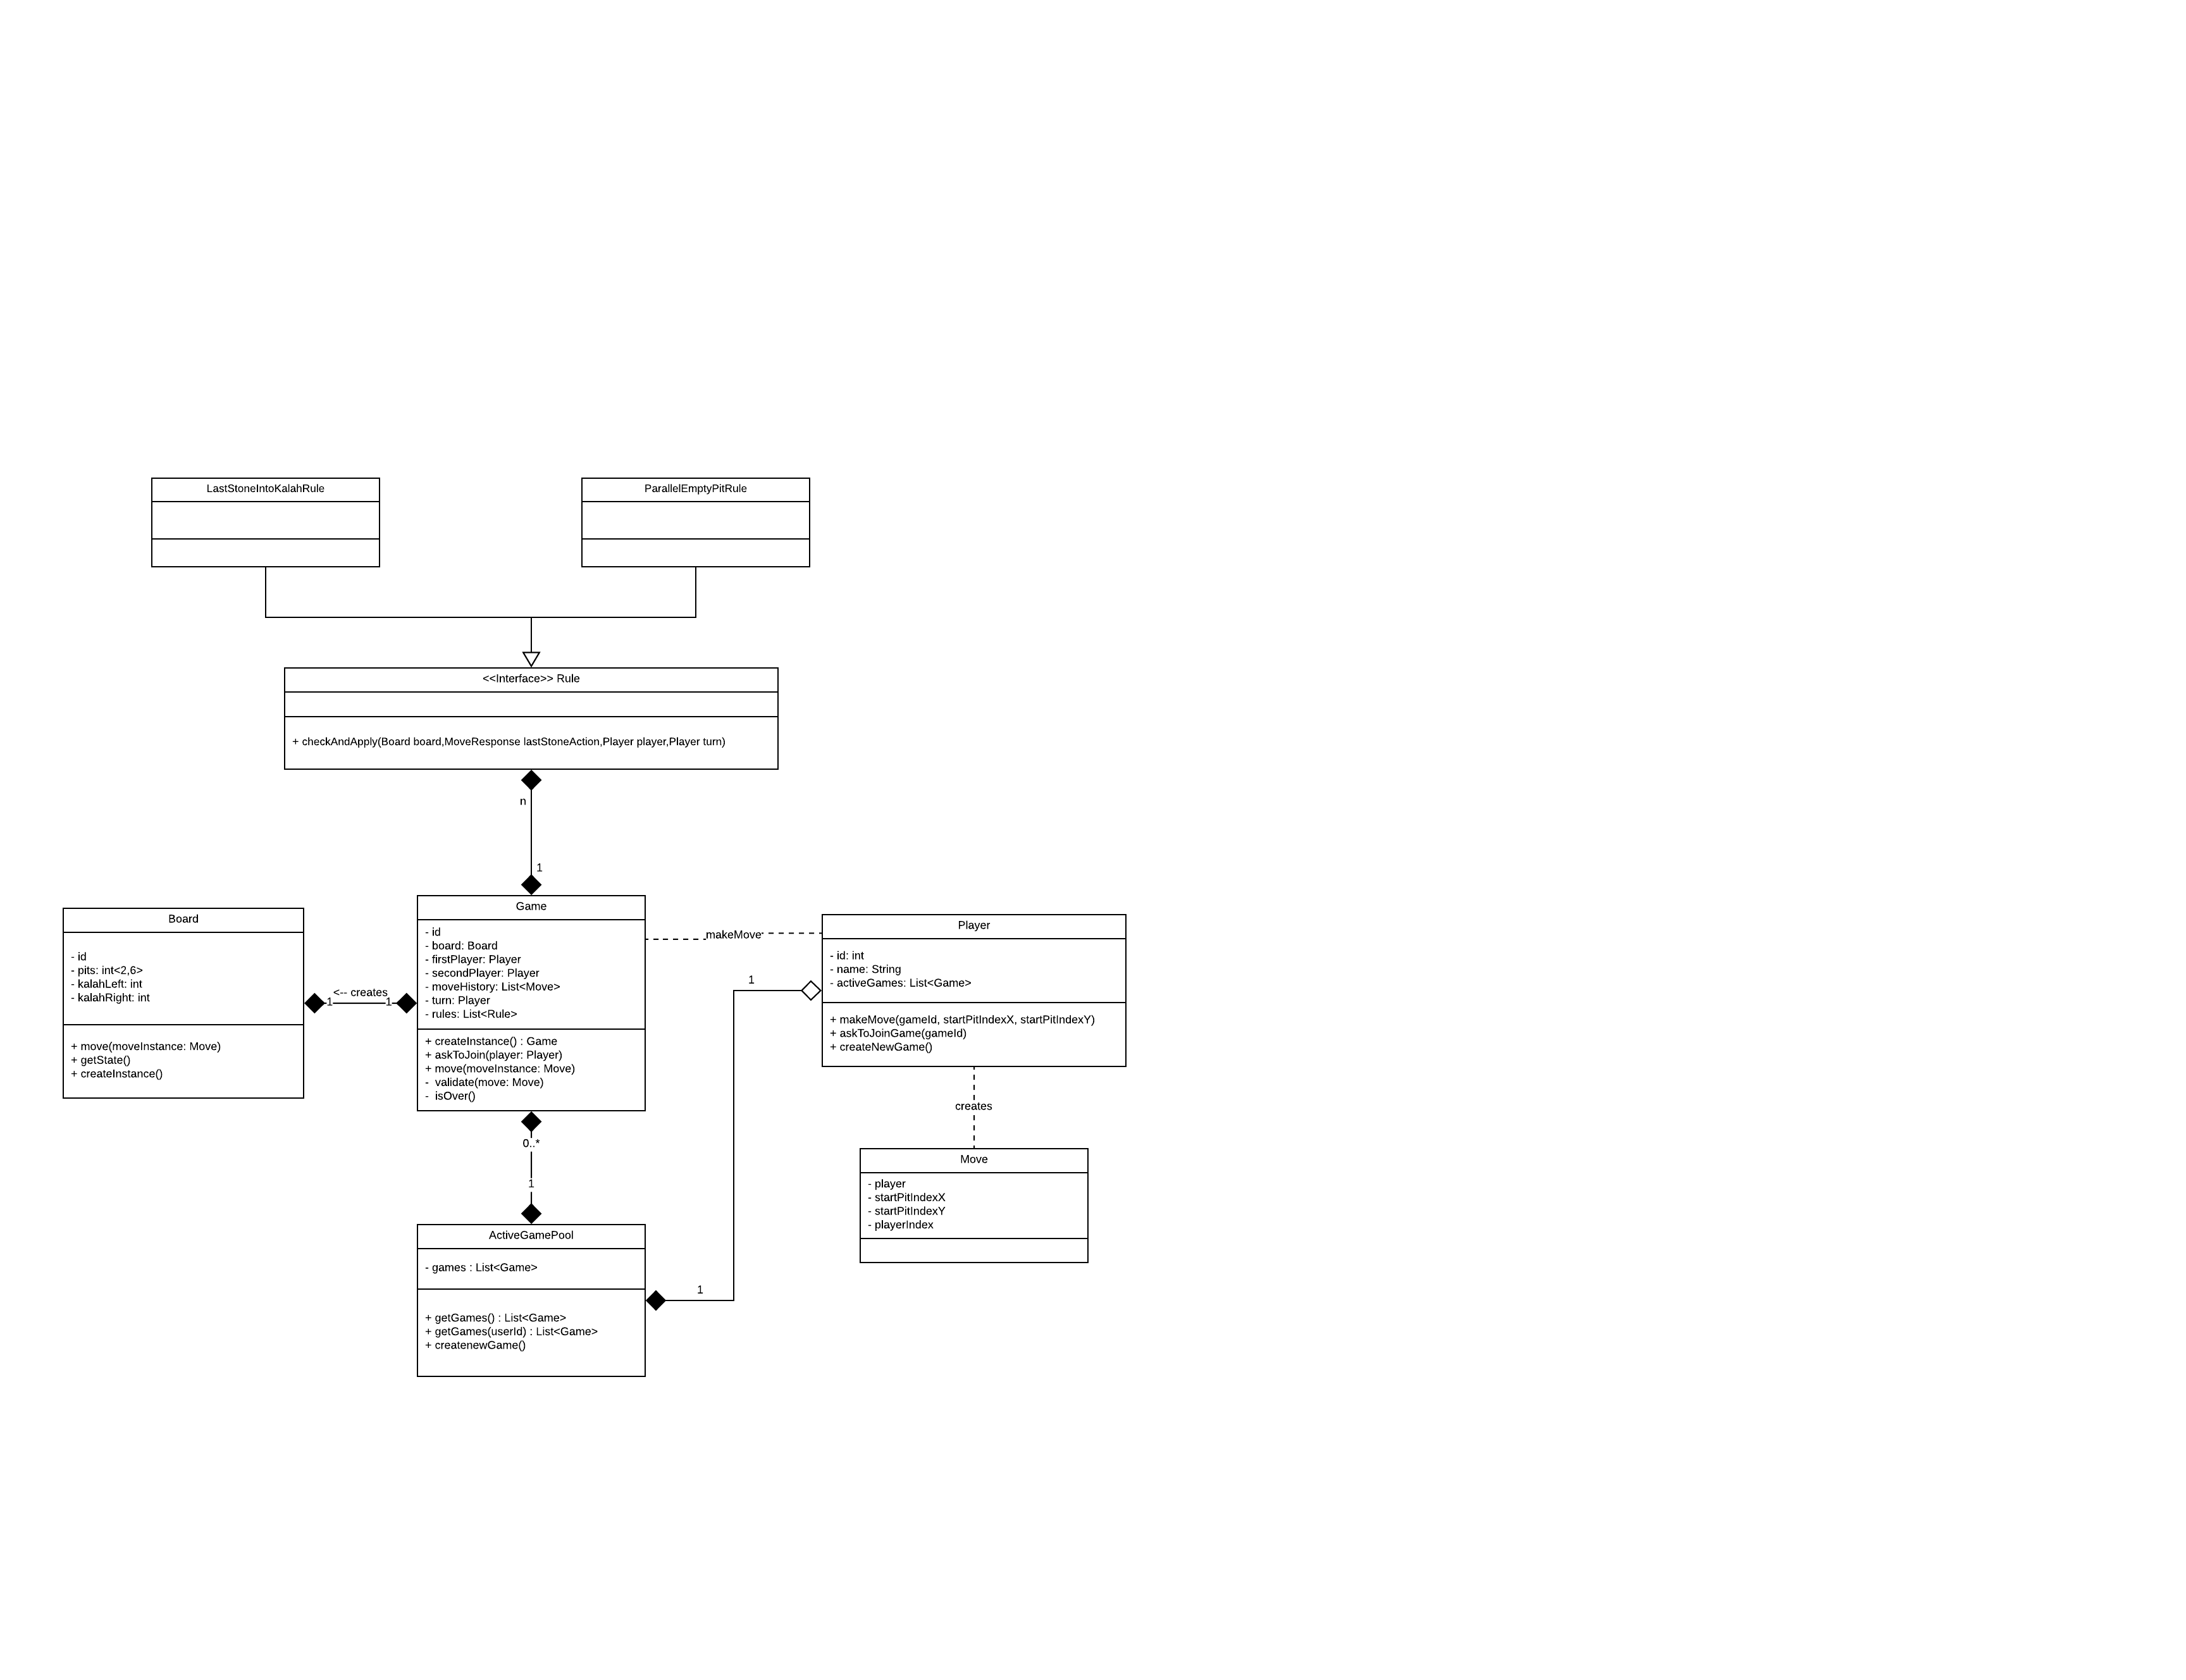 LastStoneIntoKalahRule
ParallelEmptyPitRule
<<Interface>> Rule
+ checkAndApply(Board board,MoveResponse lastStoneAction,Player player,Player turn)
n
1
Board
- id
- pits: int<2,6>
- kalahLeft: int
- kalahRight: int
+ move(moveInstance: Move)
+ getState()
+ createInstance()
<-- creates
1
1
Game
- id
- board: Board
- firstPlayer: Player
- secondPlayer: Player
- moveHistory: List<Move>
- turn: Player
- rules: List<Rule>
+ createInstance() : Game
+ askToJoin(player: Player)
+ move(moveInstance: Move)
- validate(move: Move)
- isOver()
makeMove
Player
- id: int
- name: String
- activeGames: List<Game>
+ makeMove(gameId, startPitIndexX, startPitIndexY)
+ askToJoinGame(gameId)
+ createNewGame()
1
creates
0..*
1
Move
- player
- startPitIndexX
- startPitIndexY
- playerIndex
ActiveGamePool
- games : List<Game>
+ getGames() : List<Game>
+ getGames(userId) : List<Game>
+ createnewGame()
1